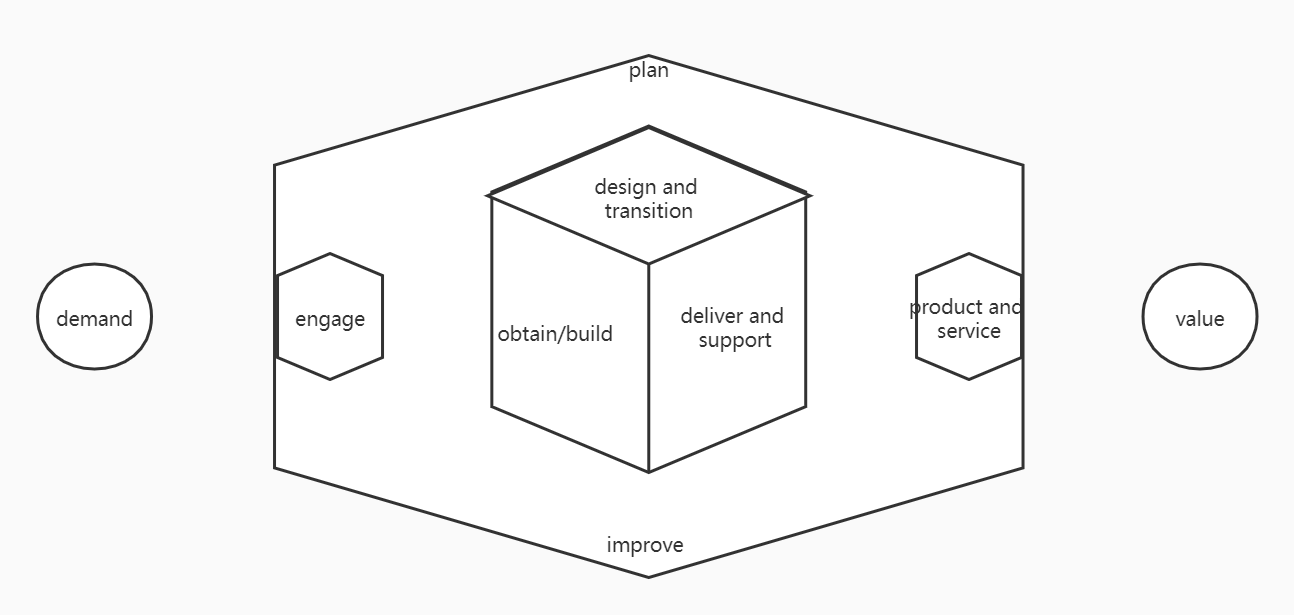 plan
design and
transition
demand
engage
obtain/build
deliver and
support
product and
service
value
improve